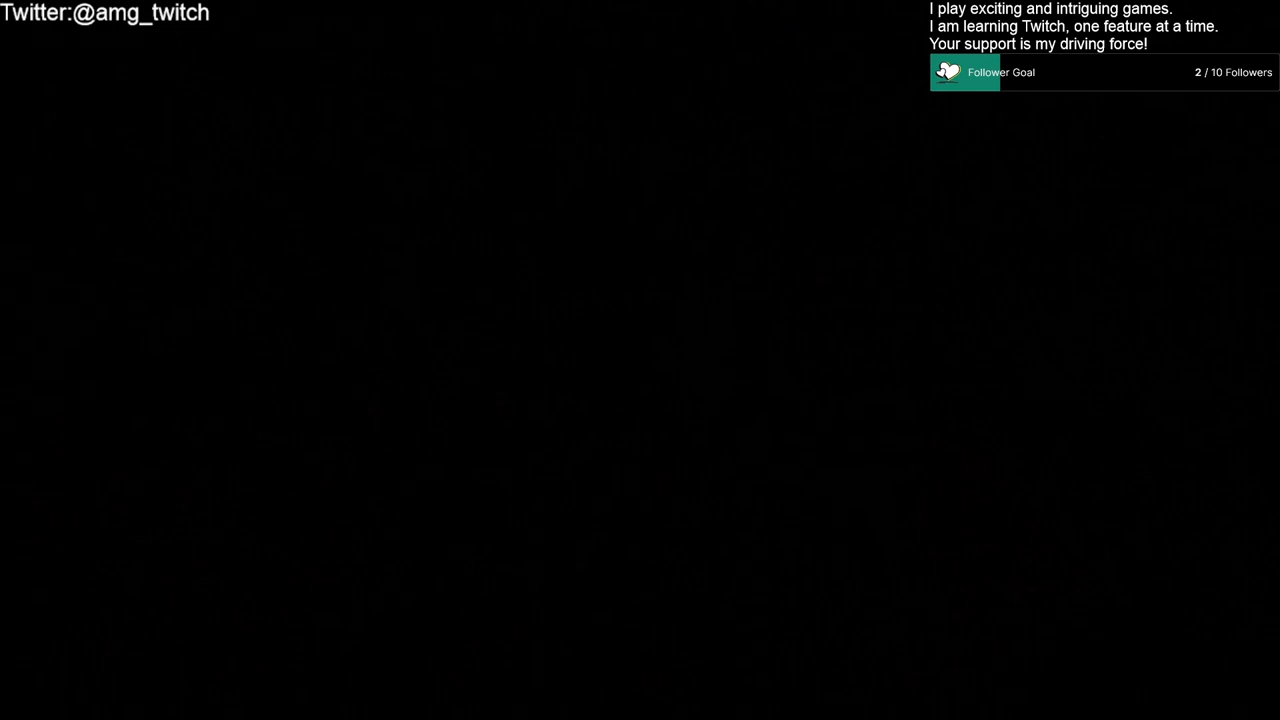 Twitter:@amg_twitch
I play exciting and intriguing games.
I am learning Twitch, one feature at a time.
Your support is my driving force!
Follower Goal 2 / 10 Followers